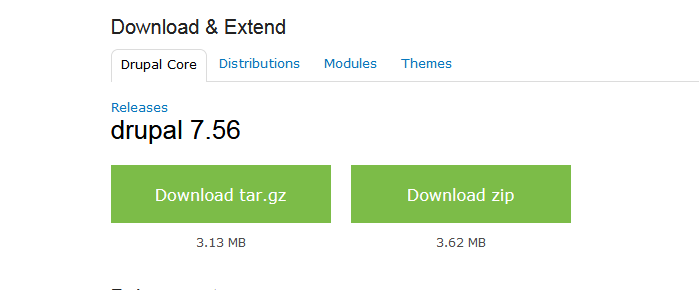 Download & Extend
Drupal Core Distributions Modules Themes
Releases
drupal 7.56
Download tar.gz Download zip
3.13 MB 3.62 MB